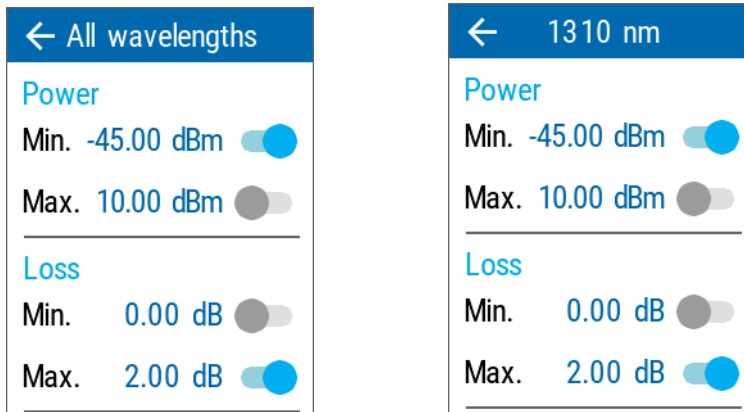 ← All wavelengths
Power
Min. -45.00 dBm
Max. 10.00 dBm
Loss
Min. 0.00 dB
Max. 2.00 dB
← 1310 nm
Power
Min. -45.00 dBm
Max. 10.00 dBm
Loss
Min. 0.00 dB
Max. 2.00 dB